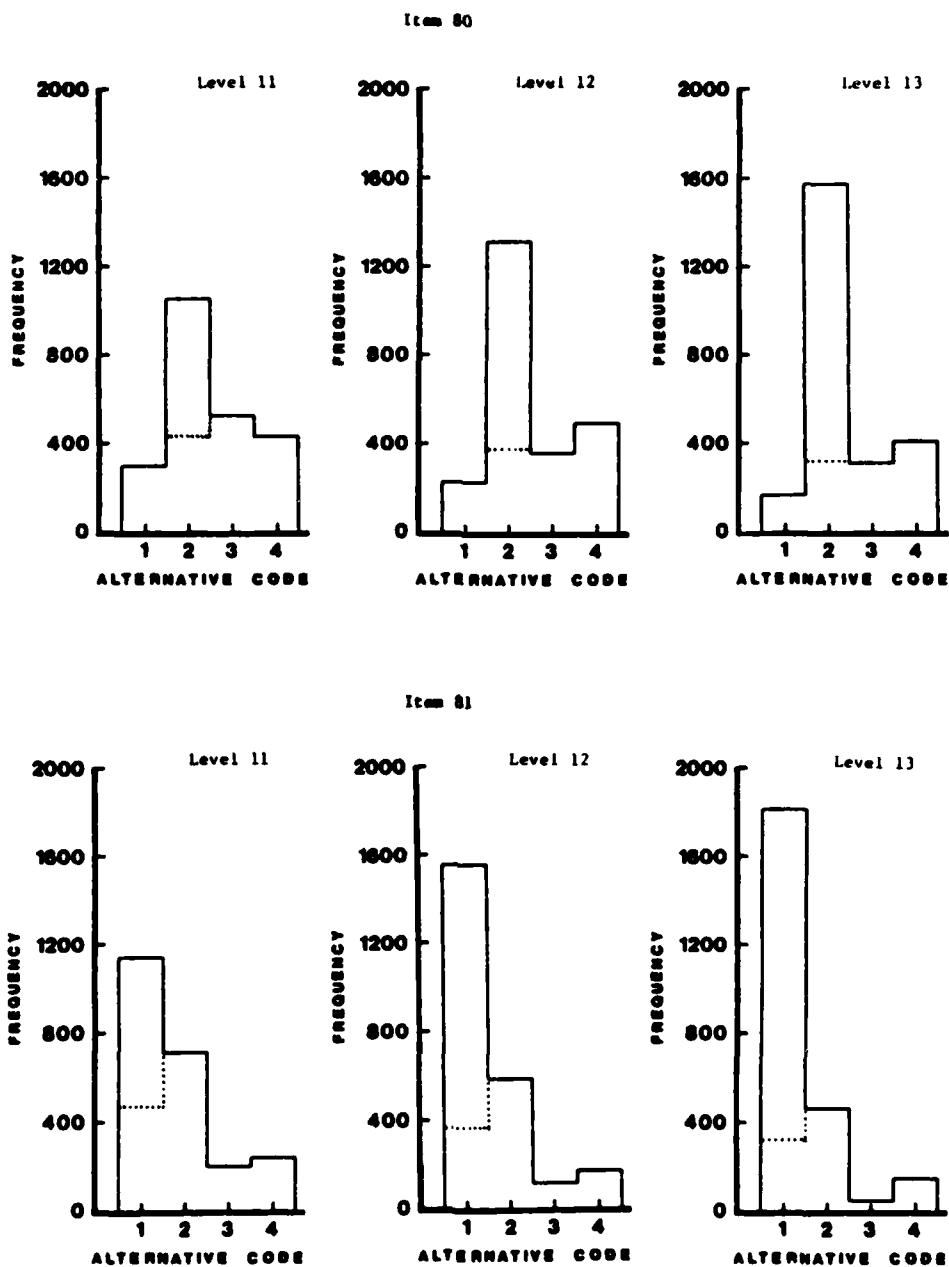 Item 80
Level 11
Level 12
Level 13
FREQUENCY
2000
1600
1200
800
400
0
1 2 3 4
ALTERNATIVE CODE
FREQUENCY
2000
1600
1200
800
400
0
1 2 3 4
ALTERNATIVE CODE
FREQUENCY
2000
1600
1200
800
400
0
1 2 3 4
ALTERNATIVE CODE
Item 81
Level 11
Level 12
Level 13
FREQUENCY
2000
1600
1200
800
400
0
1 2 3 4
ALTERNATIVE CODE
FREQUENCY
2000
1600
1200
800
400
0
1 2 3 4
ALTERNATIVE CODE
FREQUENCY
2000
1600
1200
800
400
0
1 2 3 4
ALTERNATIVE CODE